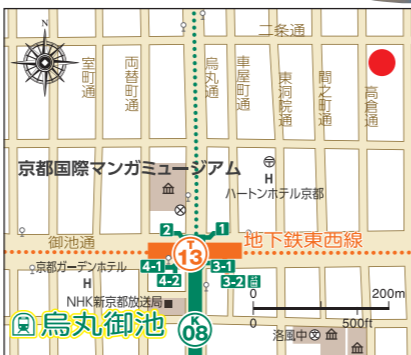 N
二条通
室町通
両替町通
烏丸通
車屋町通
東洞院通
間之町通
高倉通
京都国際マンガミュージアム
H
ハートンホテル京都
2
1
御池通
T
13
地下鉄東西線
京都ガーデンホテル
H
4-1
4-2
3-1
3-2
NHK新京都放送局
0
200m
0
500ft
烏丸御池
K
08
洛風中
文
文